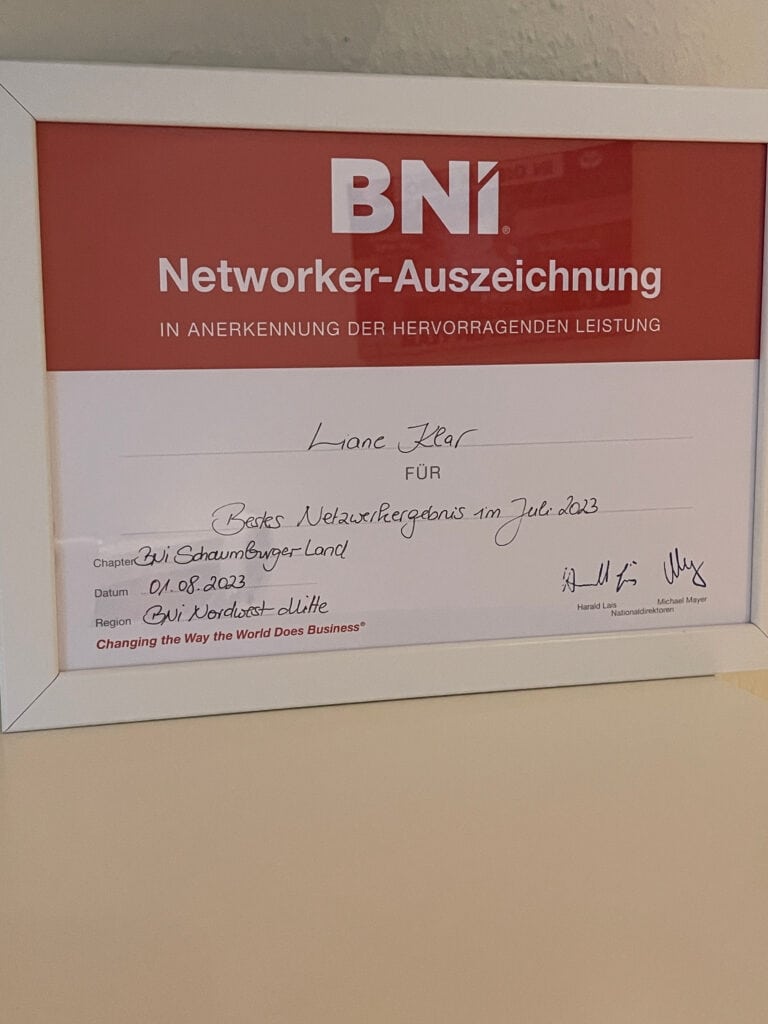 BNI®
Networker-Auszeichnung
IN ANERKENNUNG DER HERVORRAGENDEN LEISTUNG
Liane Klar
FÜR
Bestes Netzwerkergebnis im Juli 2023
Chapter BNI Schaumburger Land
Datum 01.08.2023
Region BNI Nordwest-Mitte
Harald Lais Michael Mayer
Nationaldirektoren
Changing the Way the World Does Business®